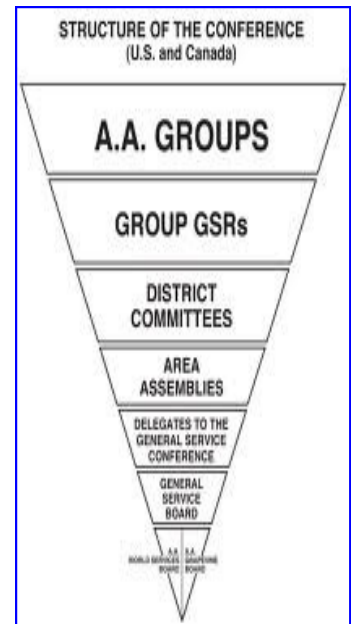 STRUCTURE OF THE CONFERENCE
(U.S. and Canada)
A.A. GROUPS
GROUP GSRs
DISTRICT
COMMITTEES
AREA
ASSEMBLIES
DELEGATES TO THE
GENERAL SERVICE
CONFERENCE
GENERAL
SERVICE
BOARD
A.A.
WORLD SERVICES
BOARD
A.A.
GRAPEVINE
BOARD